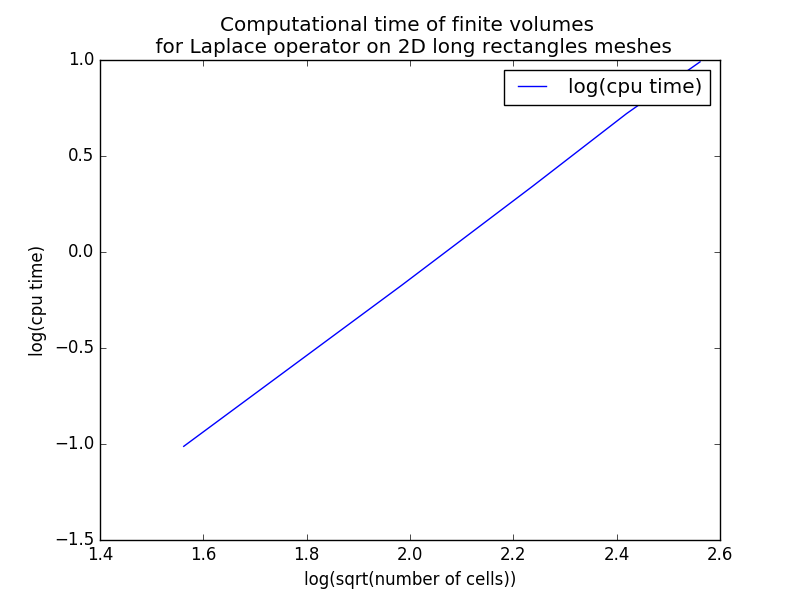 Computational time of finite volumes
for Laplace operator on 2D long rectangles meshes
log(cpu time)
1.0
0.5
0.0
−0.5
−1.0
−1.5
log(cpu time)
1.4 1.6 1.8 2.0 2.2 2.4 2.6
log(sqrt(number of cells))